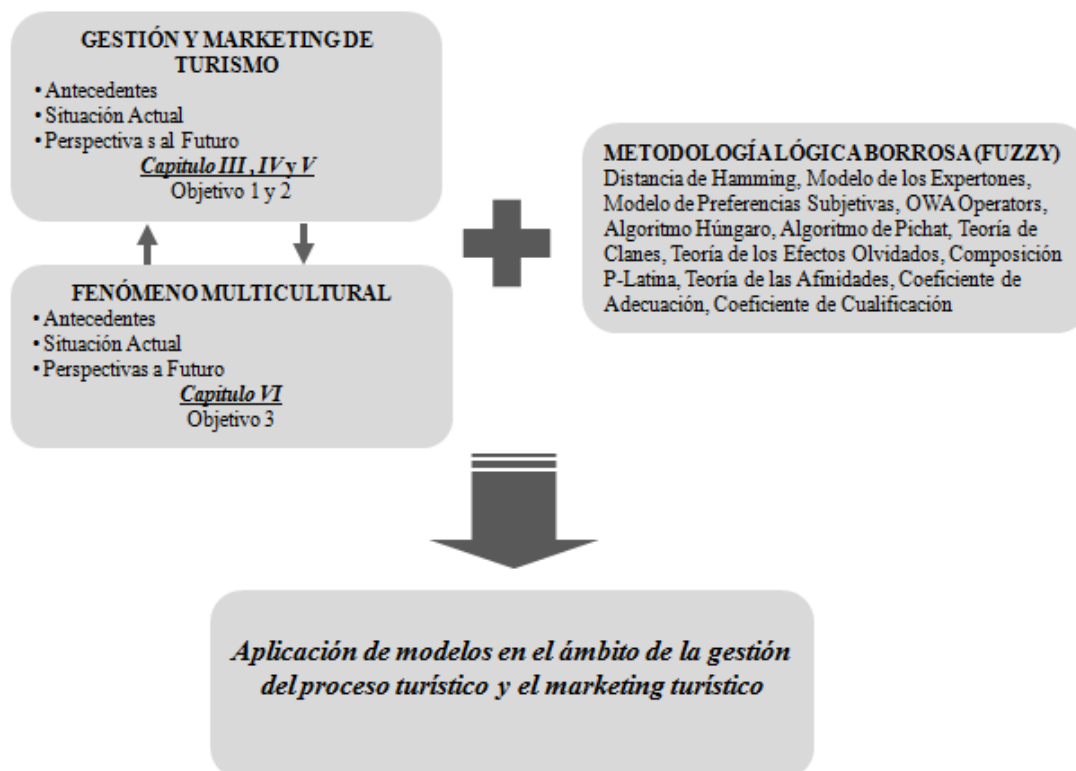 GESTIÓN Y MARKETING DE
TURISMO
• Antecedentes
• Situación Actual
• Perspectiva s al Futuro
Capitulo III , IV y V
Objetivo 1 y 2
FENÓMENO MULTICULTURAL
• Antecedentes
• Situación Actual
• Perspectivas a Futuro
Capitulo VI
Objetivo 3
METODOLOGÍA LÓGICA BORROSA (FUZZY)
Distancia de Hamming, Modelo de los Expertones,
Modelo de Preferencias Subjetivas, OWA Operators,
Algoritmo Húngaro, Algoritmo de Pichat, Teoría de
Clanes, Teoría de los Efectos Olvidados, Composición
P-Latina, Teoría de las Afinidades, Coeficiente de
Adecuación, Coeficiente de Cualificación
Aplicación de modelos en el ámbito de la gestión
del proceso turístico y el marketing turístico